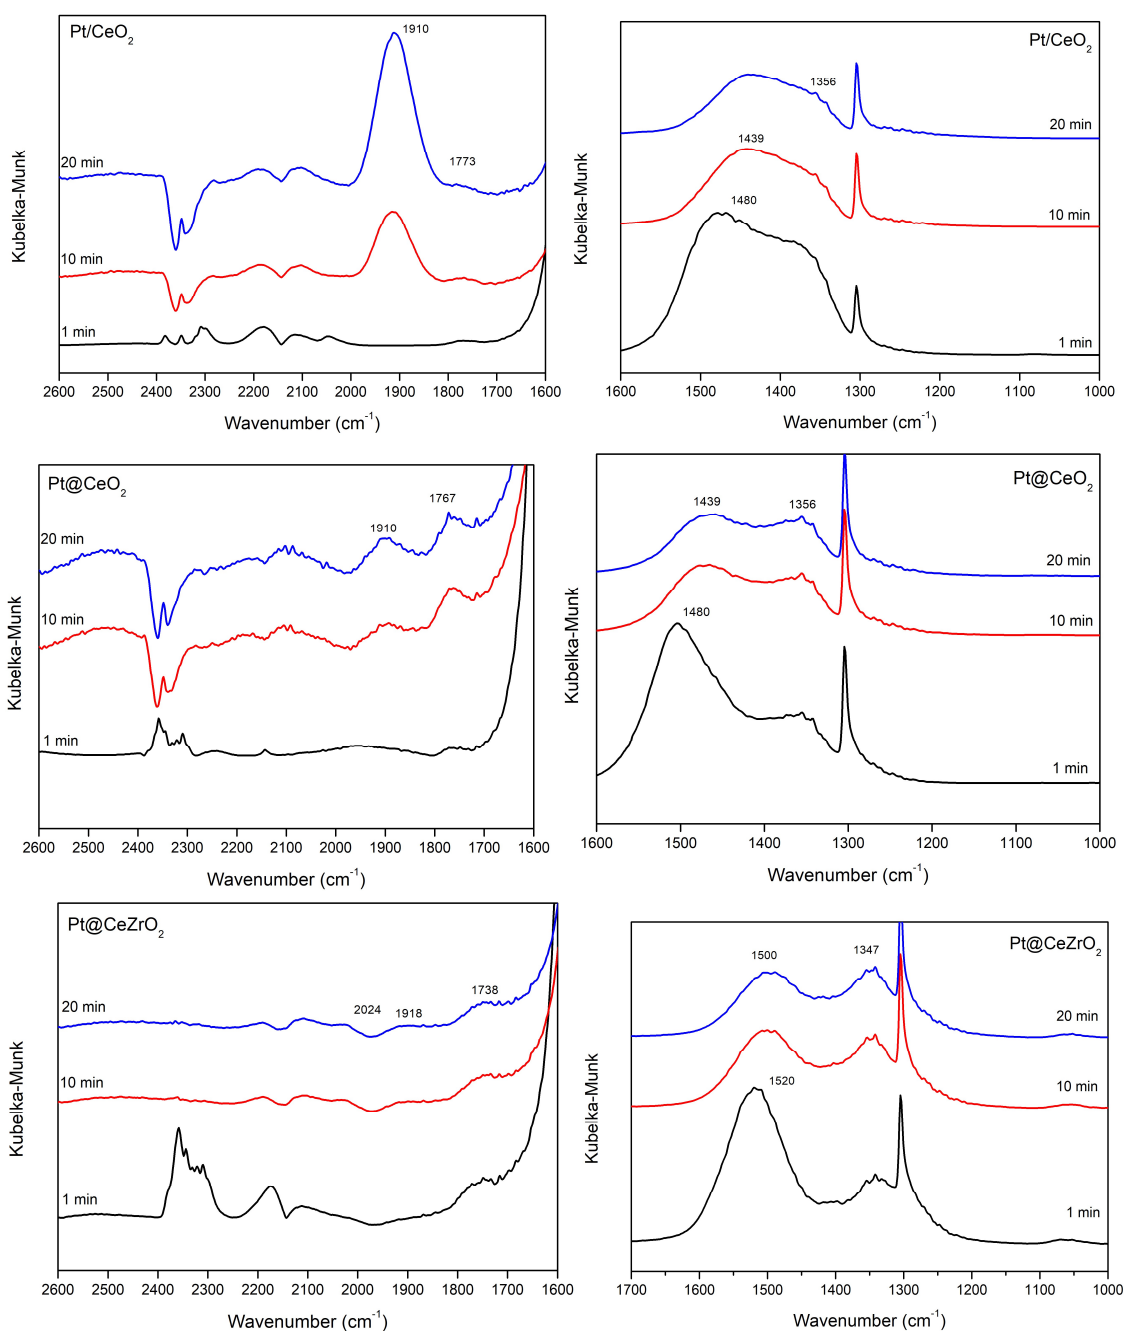 Pt/CeO2
1910
1773
20 min
10 min
1 min
Kubelka-Munk
2600 2500 2400 2300 2200 2100 2000 1900 1800 1700 1600
Wavenumber (cm-1)
Pt/CeO2
1356
20 min
1439
10 min
1480
1 min
Kubelka-Munk
1600 1500 1400 1300 1200 1100 1000
Wavenumber (cm-1)
Pt@CeO2
1767
1910
20 min
10 min
1 min
Kubelka-Munk
2600 2500 2400 2300 2200 2100 2000 1900 1800 1700 1600
Wavenumber (cm-1)
Pt@CeO2
1439 1356
20 min
10 min
1480
1 min
Kubelka-Munk
1600 1500 1400 1300 1200 1100 1000
Wavenumber (cm-1)
Pt@CeZrO2
1738
2024 1918
20 min
10 min
1 min
Kubelka-Munk
2600 2500 2400 2300 2200 2100 2000 1900 1800 1700 1600
Wavenumber (cm-1)
Pt@CeZrO2
1500 1347
20 min
10 min
1520
1 min
Kubelka-Munk
1700 1600 1500 1400 1300 1200 1100 1000
Wavenumber (cm-1)